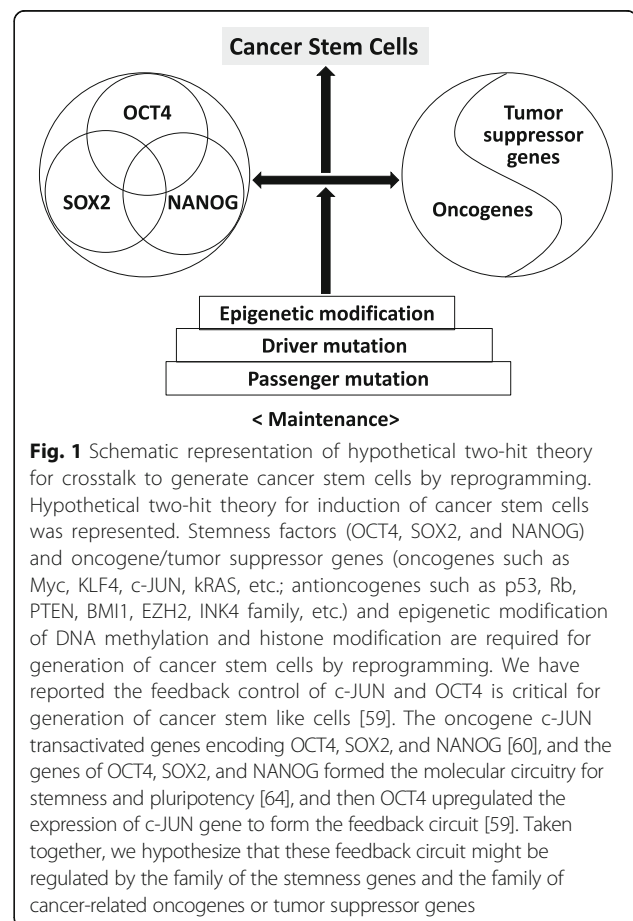 Cancer Stem Cells
OCT4
SOX2
NANOG
Tumor
suppressor
genes
Oncogenes
Epigenetic modification
Driver mutation
Passenger mutation
< Maintenance>
Fig. 1 Schematic representation of hypothetical two-hit theory
for crosstalk to generate cancer stem cells by reprogramming.
Hypothetical two-hit theory for induction of cancer stem cells
was represented. Stemness factors (OCT4, SOX2, and NANOG)
and oncogene/tumor suppressor genes (oncogenes such as
Myc, KLF4, c-JUN, kRAS, etc.; antioncogenes such as p53, Rb,
PTEN, BMI1, EZH2, INK4 family, etc.) and epigenetic modification
of DNA methylation and histone modification are required for
generation of cancer stem cells by reprogramming. We have
reported the feedback control of c-JUN and OCT4 is critical for
generation of cancer stem like cells [59]. The oncogene c-JUN
transactivated genes encoding OCT4, SOX2, and NANOG [60], and the
genes of OCT4, SOX2, and NANOG formed the molecular circuitry for
stemness and pluripotency [64], and then OCT4 upregulated the
expression of c-JUN gene to form the feedback circuit [59]. Taken
together, we hypothesize that these feedback circuit might be
regulated by the family of the stemness genes and the family of
cancer-related oncogenes or tumor suppressor genes